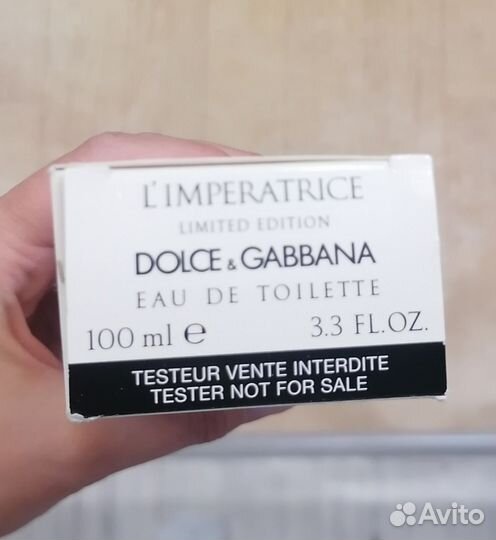 L'IMPERATRICE
LIMITED EDITION
DOLCE & GABBANA
EAU DE TOILETTE
100 ml ℮ 3.3 FL.OZ.
TESTEUR VENTE INTERDITE
TESTER NOT FOR SALE
Avito